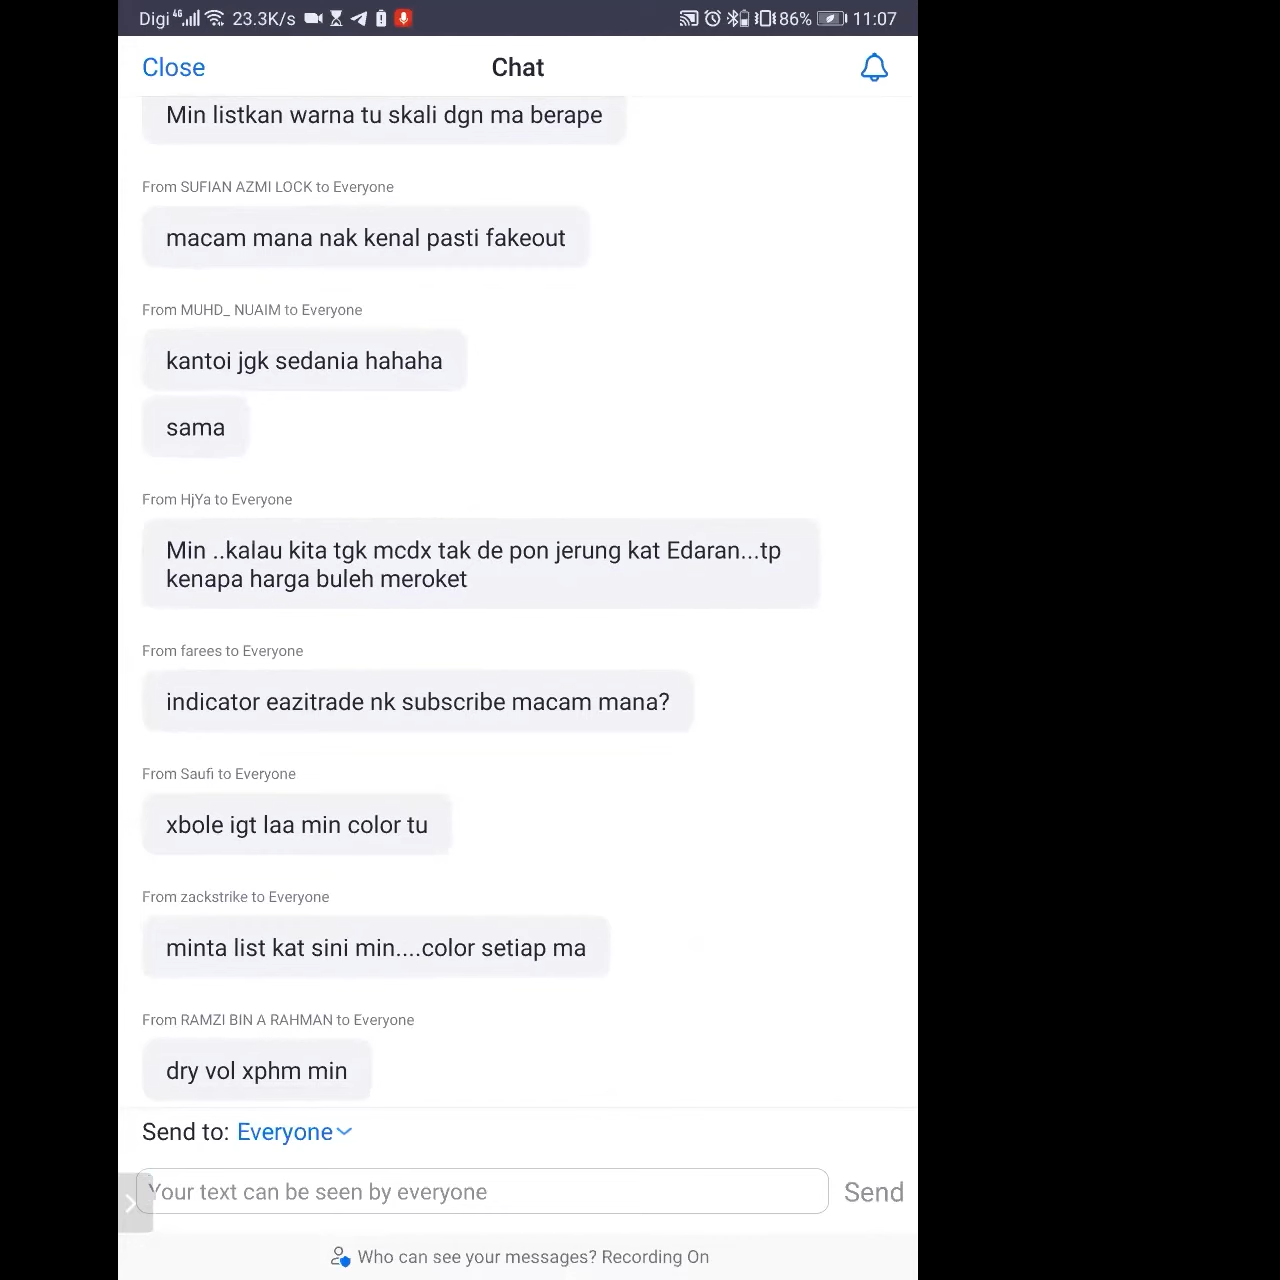 Digi 4G 23.3K/s 86% 11:07
Close Chat
Min listkan warna tu skali dgn ma berape
From SUFIAN AZMI LOCK to Everyone
macam mana nak kenal pasti fakeout
From MUHD_ NUAIM to Everyone
kantoi jgk sedania hahaha
sama
From HjYa to Everyone
Min ..kalau kita tgk mcdx tak de pon jerung kat Edaran...tp
kenapa harga buleh meroket
From farees to Everyone
indicator eazitrade nk subscribe macam mana?
From Saufi to Everyone
xbole igt laa min color tu
From zackstrike to Everyone
minta list kat sini min....color setiap ma
From RAMZI BIN A RAHMAN to Everyone
dry vol xphm min
Send to: Everyone
Your text can be seen by everyone Send
Who can see your messages? Recording On